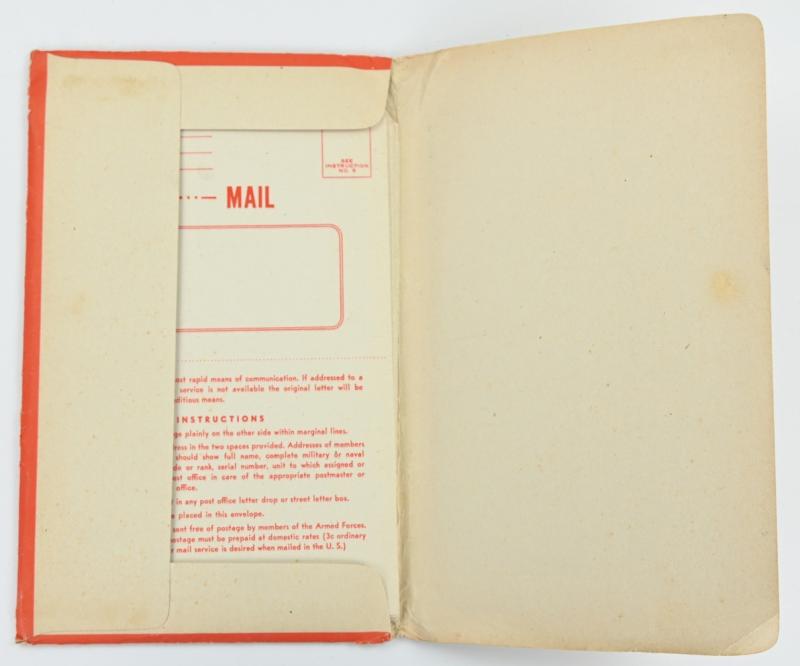 SEE
INSTRUCTION
NO. 5
...— MAIL
ost rapid means of communication. If addressed to a
service is not available the original letter will be
ditious means.
INSTRUCTIONS
ge plainly on the other side within marginal lines.
ress in the two spaces provided. Addresses of members
should show full name, complete military or naval
de or rank, serial number, unit to which assigned or
ost office in care of the appropriate postmaster or
office.
t in any post office letter drop or street letter box.
e placed in this envelope.
sent free of postage by members of the Armed Forces.
ostage must be prepaid at domestic rates (3c ordinary
r mail service is desired when mailed in the U. S.)